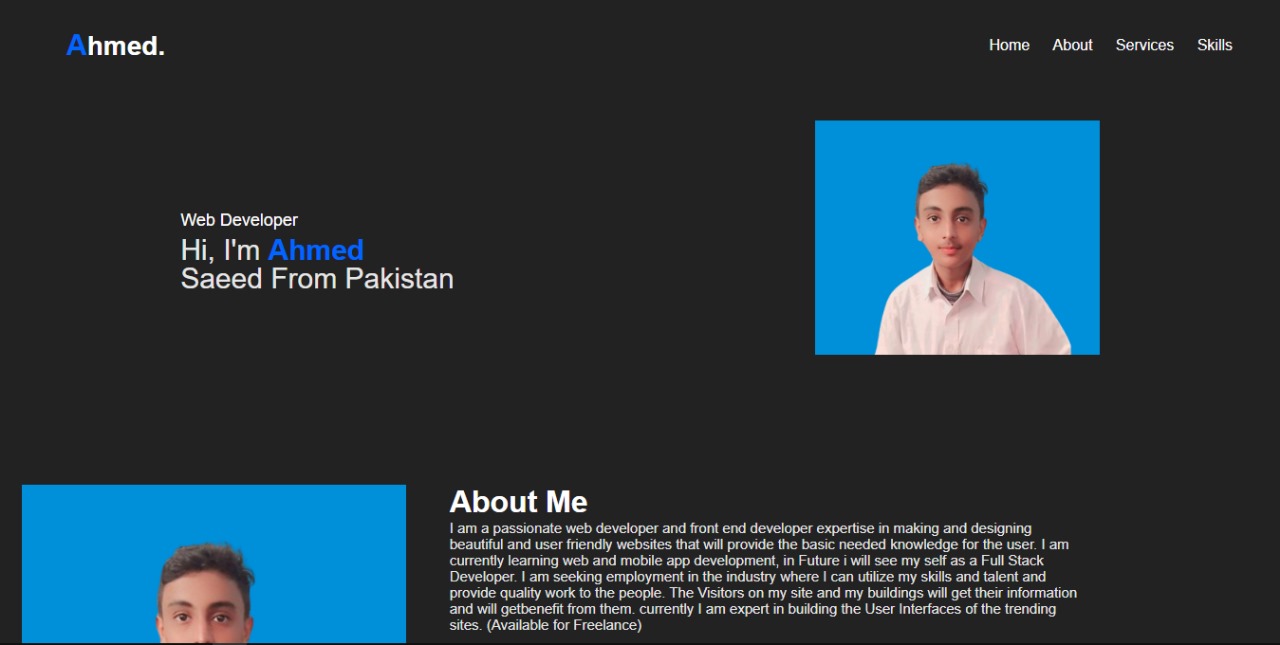 Ahmed.
Home About Services Skills
Web Developer
Hi, I'm Ahmed
Saeed From Pakistan
About Me
I am a passionate web developer and front end developer expertise in making and designing
beautiful and user friendly websites that will provide the basic needed knowledge for the user. I am
currently learning web and mobile app development, in Future i will see my self as a Full Stack
Developer. I am seeking employment in the industry where I can utilize my skills and talent and
provide quality work to the people. The Visitors on my site and my buildings will get their information
and will getbenefit from them. currently I am expert in building the User Interfaces of the trending
sites. (Available for Freelance)